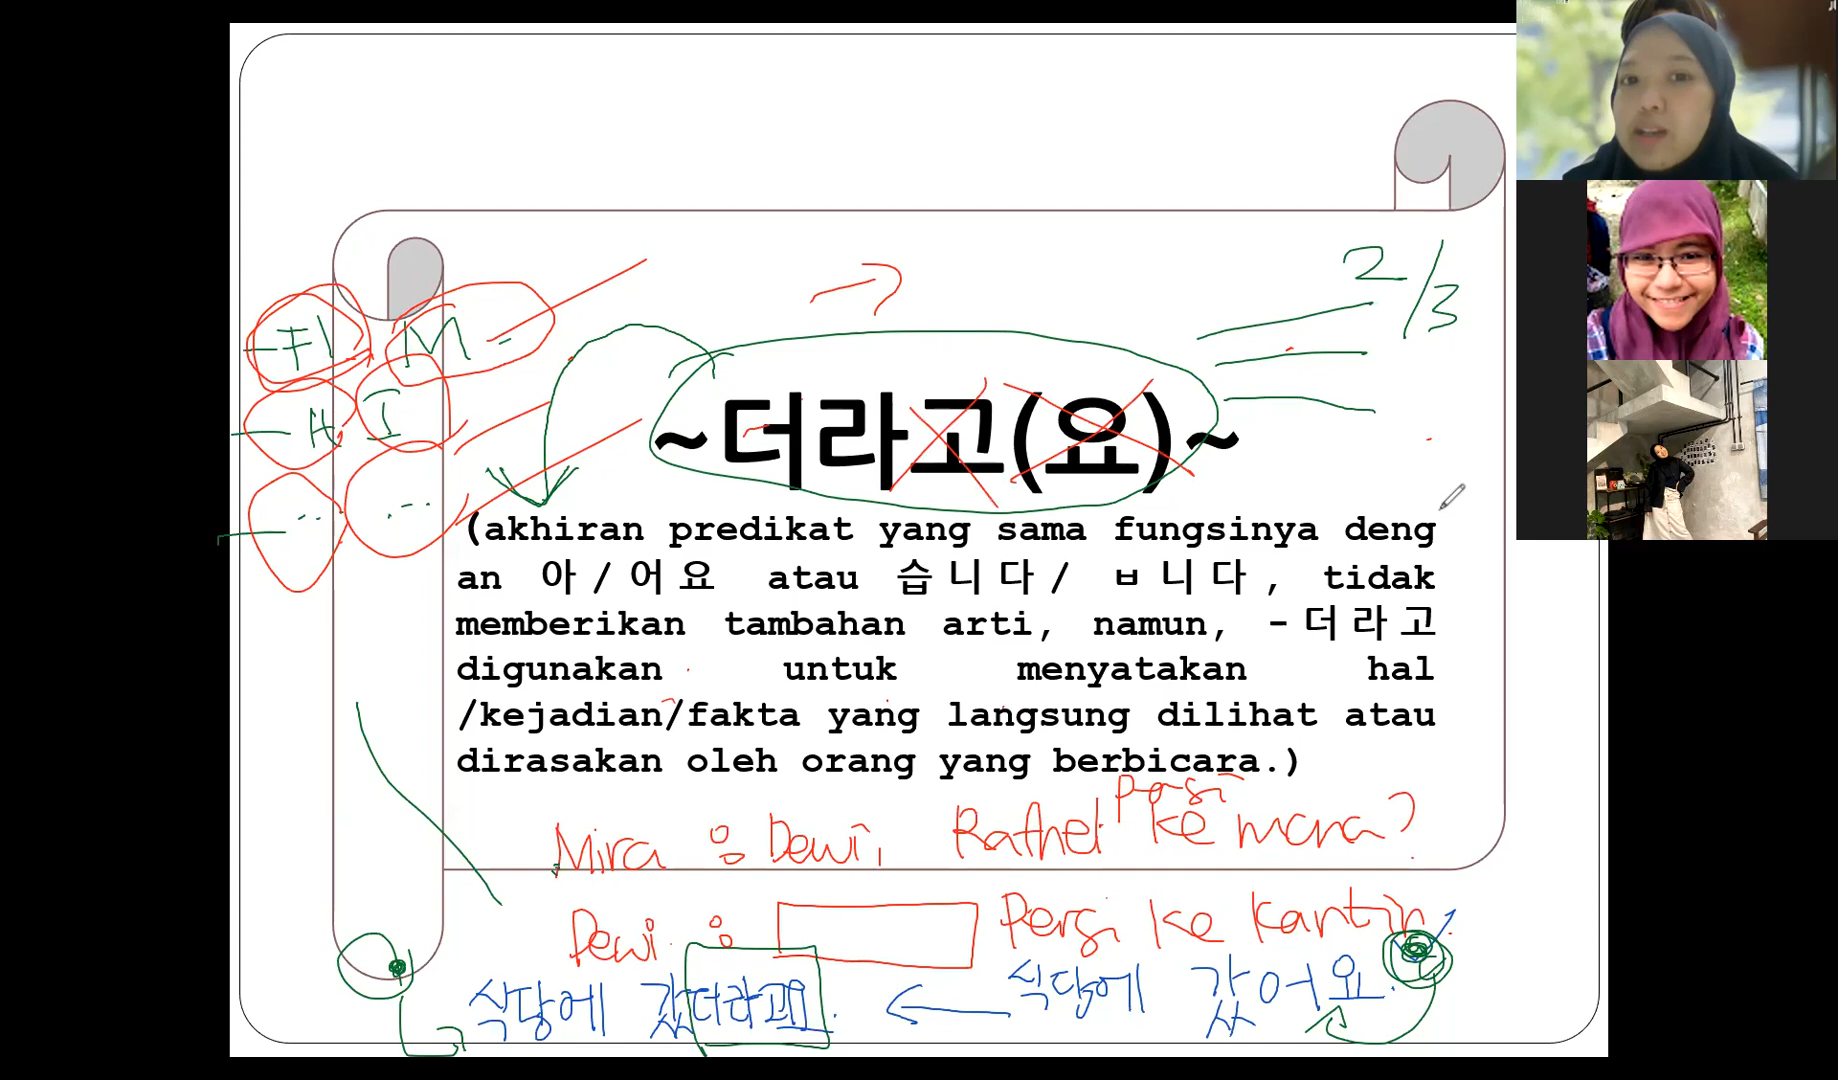 2/3
~더라고(요)~
(akhiran predikat yang sama fungsinya deng
an 아/어요 atau 습니다/ ㅂ니다, tidak
memberikan tambahan arti, namun, -더라고
digunakan untuk menyatakan hal
/kejadian/fakta yang langsung dilihat atau
dirasakan oleh orang yang berbicara.)
Mira : Dewi, Rafhel pergi ke mana?
Dewi : Pergi ke kantin.
식당에 갔더라고요. 식당에 갔어요.